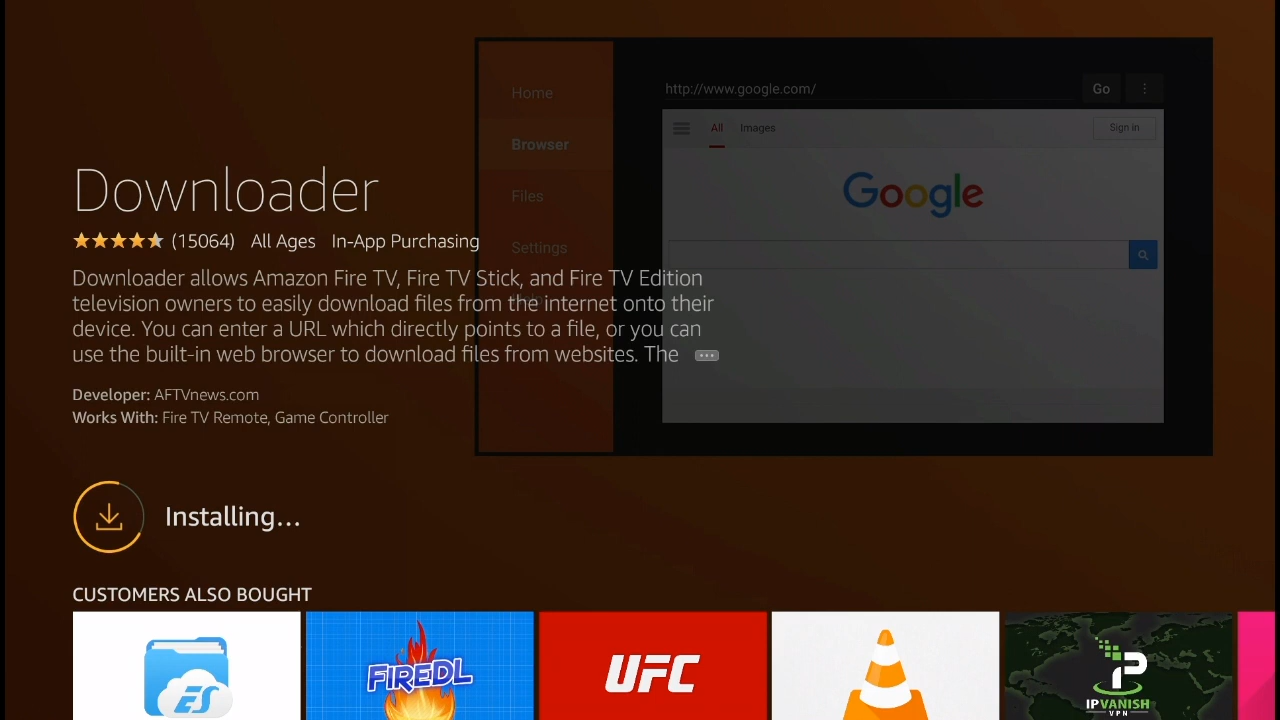 Home
http://www.google.com/
Go
Browser
All
Images
Sign in
Files
Google
Settings
Downloader
(15064) All Ages In-App Purchasing
Downloader allows Amazon Fire TV, Fire TV Stick, and Fire TV Edition
television owners to easily download files from the internet onto their
device. You can enter a URL which directly points to a file, or you can
use the built-in web browser to download files from websites. The
Developer: AFTVnews.com
Works With: Fire TV Remote, Game Controller
Installing...
CUSTOMERS ALSO BOUGHT
ES
FIREDL
UFC
IPVANISH
VPN